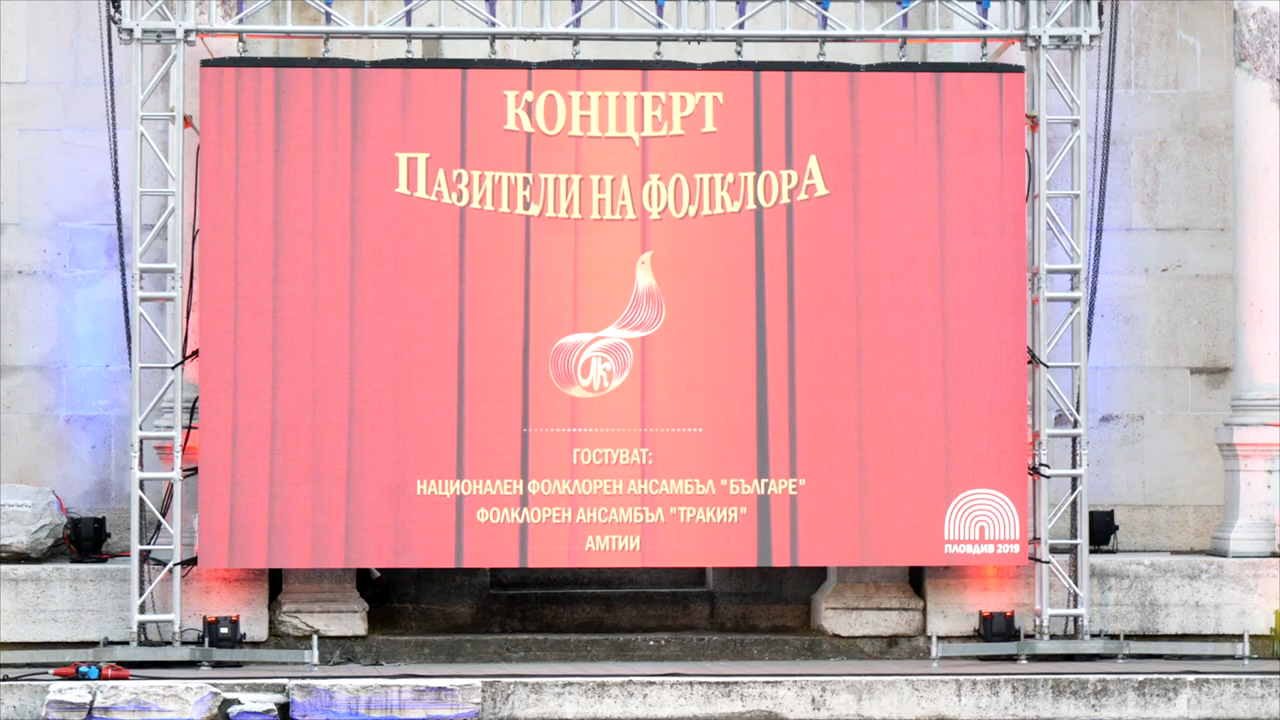 КОНЦЕРТ
ПАЗИТЕЛИ НА ФОЛКЛОРА
ГОСТУВАТ:
НАЦИОНАЛЕН ФОЛКЛОРЕН АНСАМБЪЛ "БЪЛГАРЕ"
ФОЛКЛОРЕН АНСАМБЪЛ "ТРАКИЯ"
АМТИИ
ПЛОВДИВ 2019